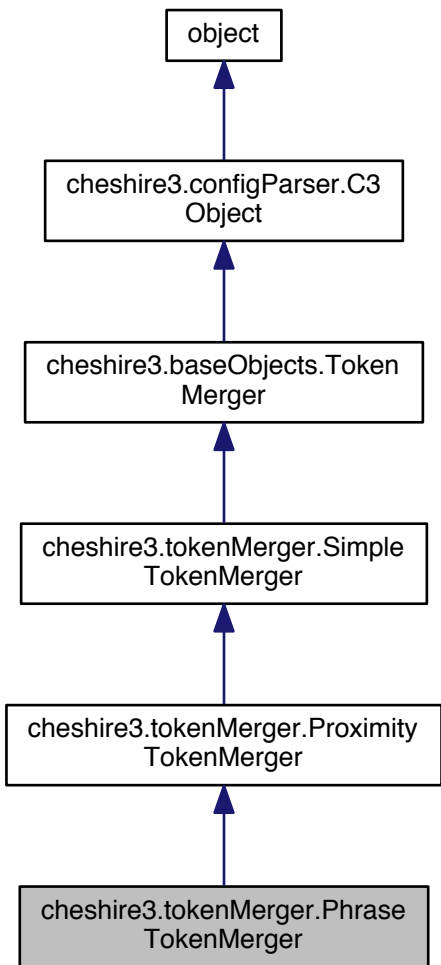 object
cheshire3.configParser.C3
Object
cheshire3.baseObjects.Token
Merger
cheshire3.tokenMerger.Simple
TokenMerger
cheshire3.tokenMerger.Proximity
TokenMerger
cheshire3.tokenMerger.Phrase
TokenMerger